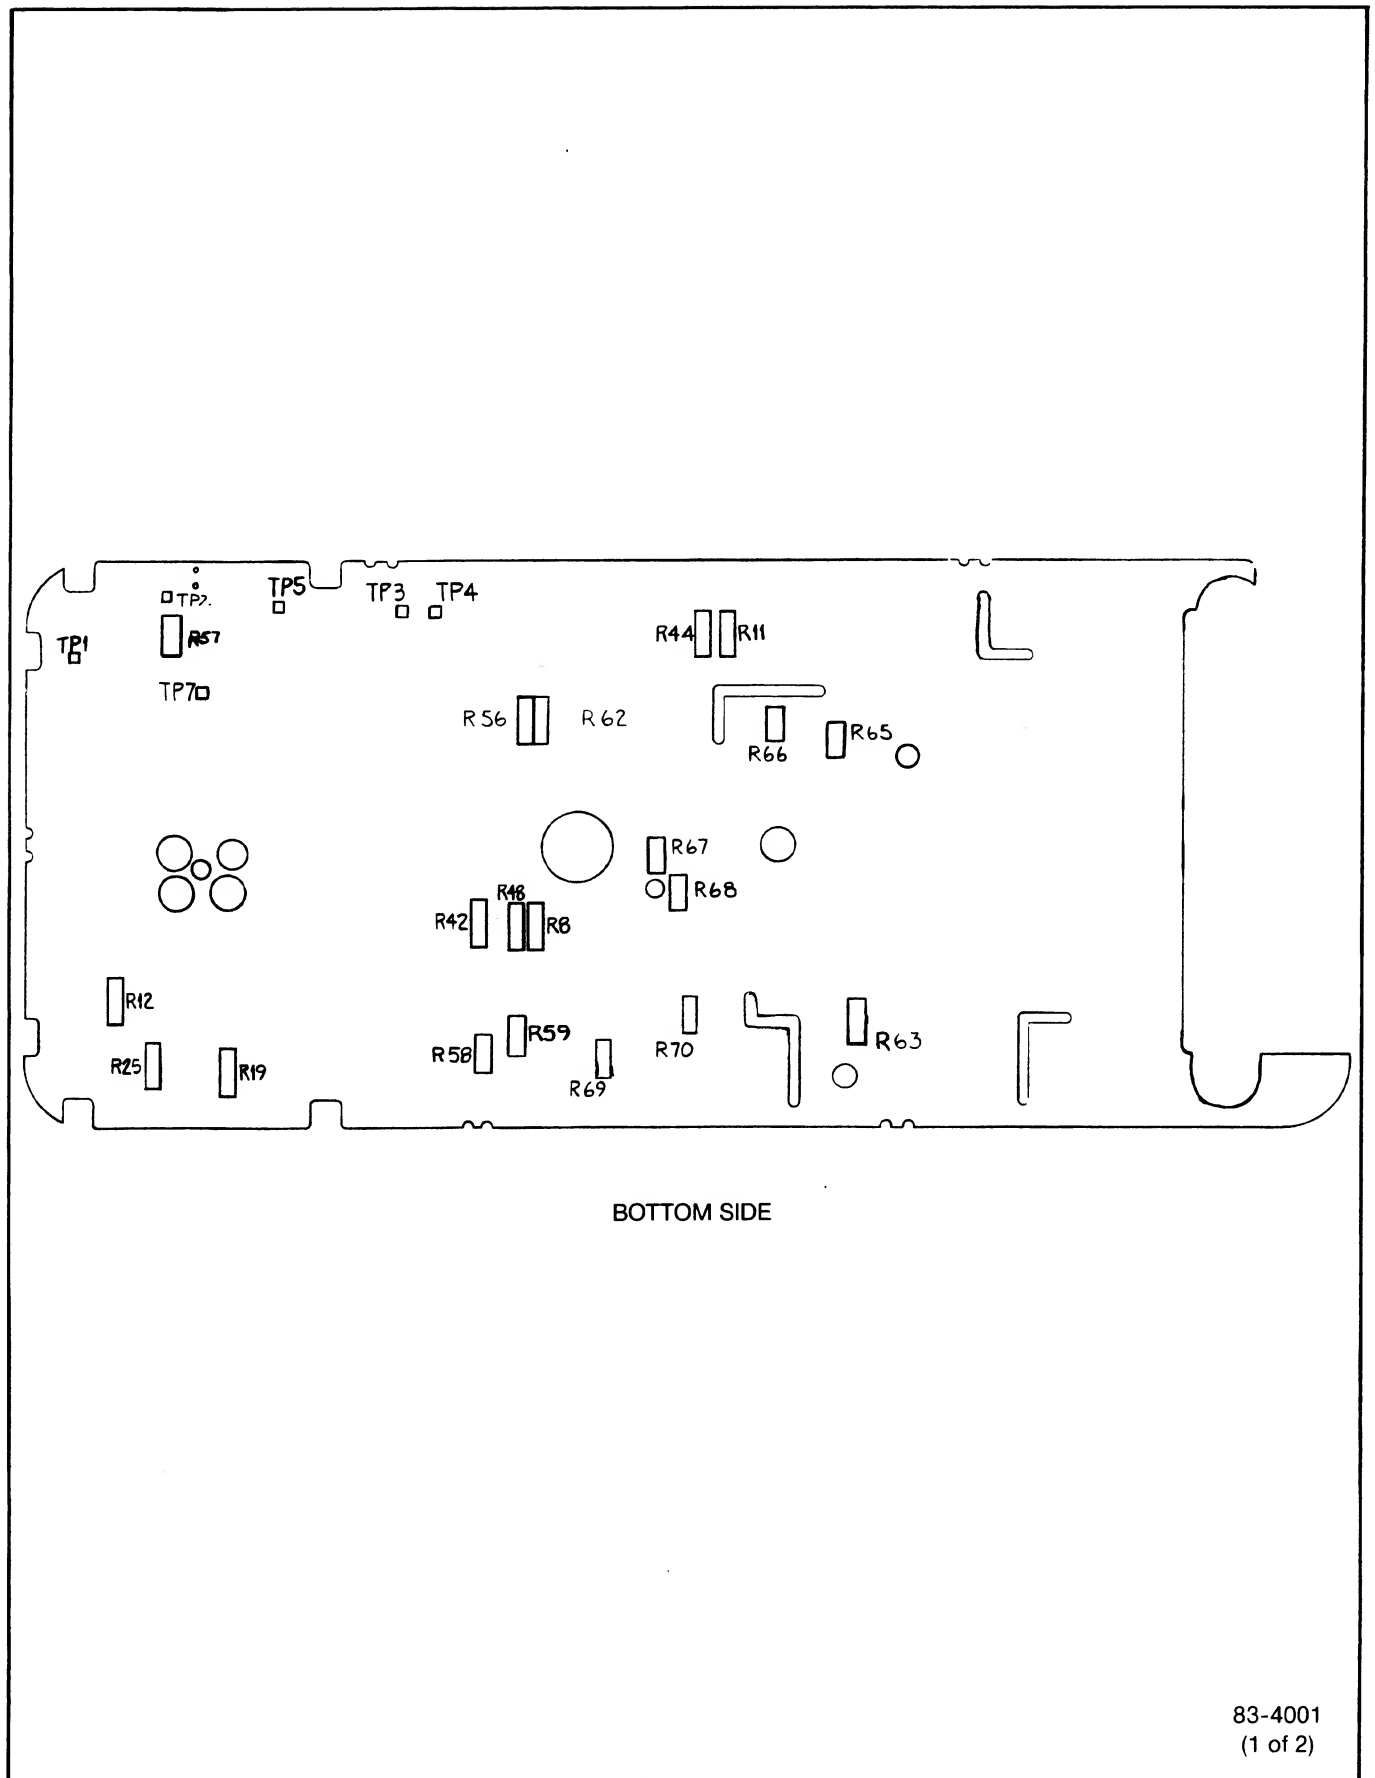 TP5
TP3
TP4
TP2.
R57
TP1
R44
R11
TP7
R56
R62
R66
R65
R67
R68
R48
R42
R8
R12
R59
R58
R70
R63
R25
R19
R69
BOTTOM SIDE
83-4001
(1 of 2)